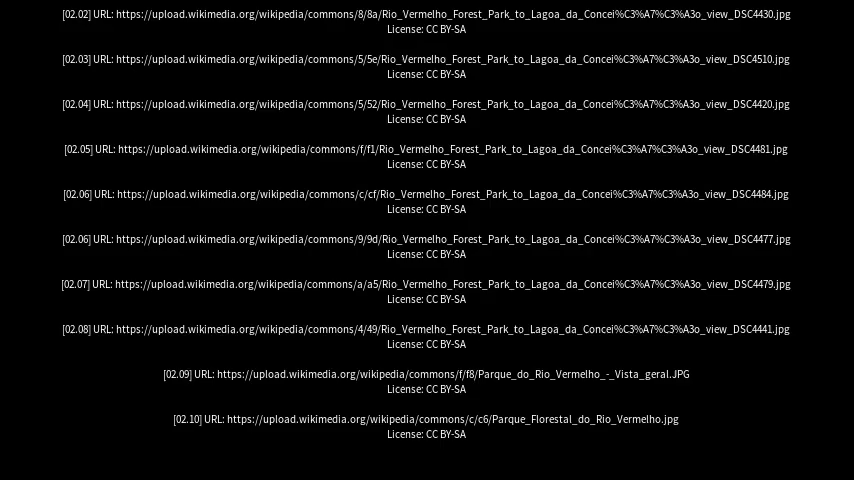 [02.02] URL: https://upload.wikimedia.org/wikipedia/commons/8/8a/Rio_Vermelho_Forest_Park_to_Lagoa_da_Concei%C3%A7%C3%A3o_view_DSC4430.jpg
License: CC BY-SA
[02.03] URL: https://upload.wikimedia.org/wikipedia/commons/5/5e/Rio_Vermelho_Forest_Park_to_Lagoa_da_Concei%C3%A7%C3%A3o_view_DSC4510.jpg
License: CC BY-SA
[02.04] URL: https://upload.wikimedia.org/wikipedia/commons/5/52/Rio_Vermelho_Forest_Park_to_Lagoa_da_Concei%C3%A7%C3%A3o_view_DSC4420.jpg
License: CC BY-SA
[02.05] URL: https://upload.wikimedia.org/wikipedia/commons/f/f1/Rio_Vermelho_Forest_Park_to_Lagoa_da_Concei%C3%A7%C3%A3o_view_DSC4481.jpg
License: CC BY-SA
[02.06] URL: https://upload.wikimedia.org/wikipedia/commons/c/cf/Rio_Vermelho_Forest_Park_to_Lagoa_da_Concei%C3%A7%C3%A3o_view_DSC4484.jpg
License: CC BY-SA
[02.06] URL: https://upload.wikimedia.org/wikipedia/commons/9/9d/Rio_Vermelho_Forest_Park_to_Lagoa_da_Concei%C3%A7%C3%A3o_view_DSC4477.jpg
License: CC BY-SA
[02.07] URL: https://upload.wikimedia.org/wikipedia/commons/a/a5/Rio_Vermelho_Forest_Park_to_Lagoa_da_Concei%C3%A7%C3%A3o_view_DSC4479.jpg
License: CC BY-SA
[02.08] URL: https://upload.wikimedia.org/wikipedia/commons/4/49/Rio_Vermelho_Forest_Park_to_Lagoa_da_Concei%C3%A7%C3%A3o_view_DSC4441.jpg
License: CC BY-SA
[02.09] URL: https://upload.wikimedia.org/wikipedia/commons/f/f8/Parque_do_Rio_Vermelho_-_Vista_geral.JPG
License: CC BY-SA
[02.10] URL: https://upload.wikimedia.org/wikipedia/commons/c/c6/Parque_Florestal_do_Rio_Vermelho.jpg
License: CC BY-SA